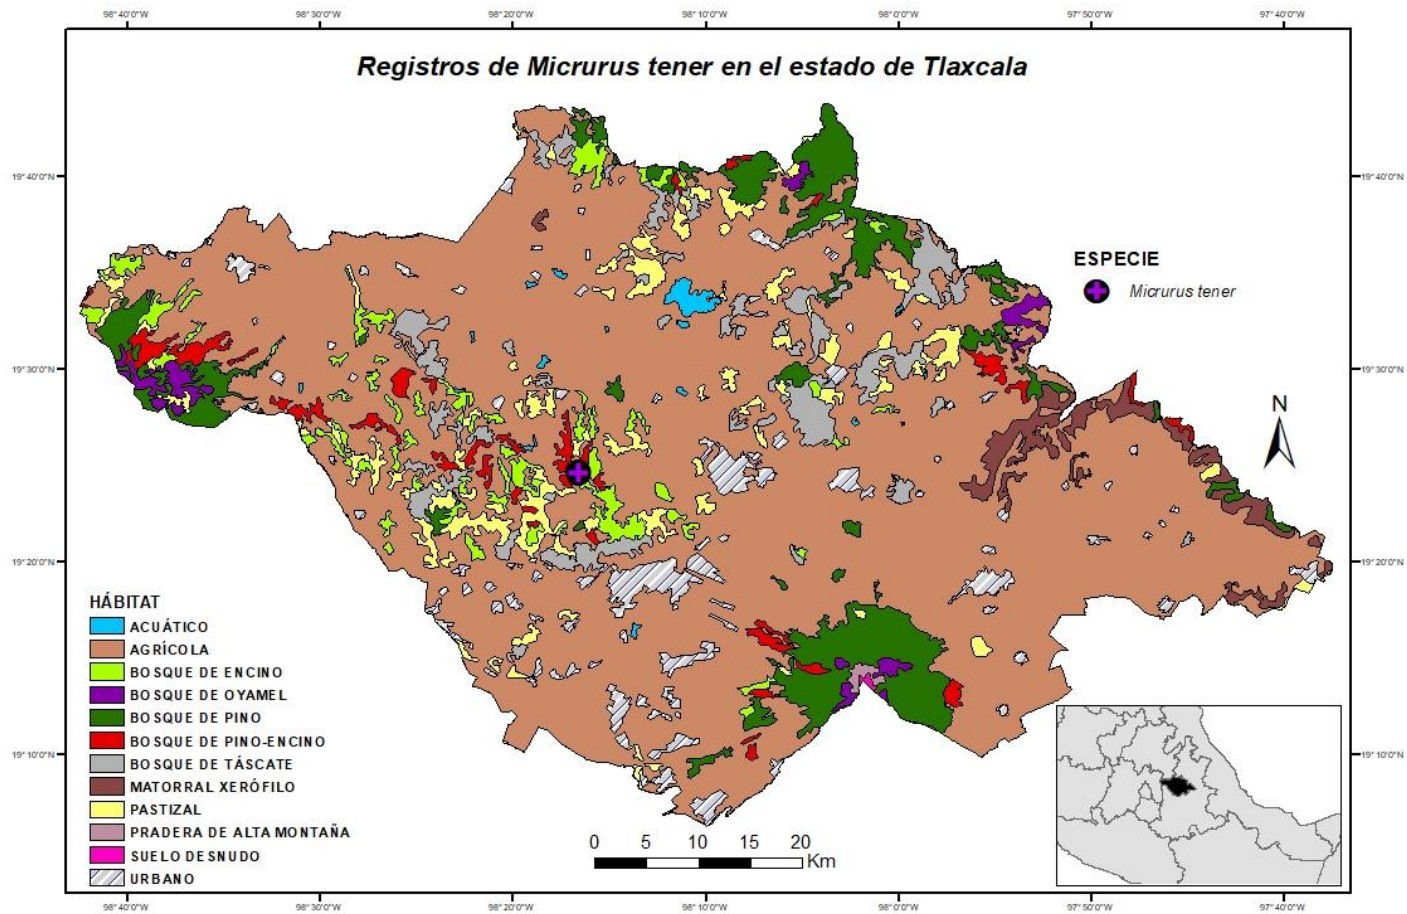 98°40'0"W 98°30'0"W 98°20'0"W 98°10'0"W 98°0'0"W 97°50'0"W 97°40'0"W
Registros de Micrurus tener en el estado de Tlaxcala
19°40'0"N 19°40'0"N
ESPECIE
Micrurus tener
19°30'0"N 19°30'0"N
N
19°20'0"N 19°20'0"N
HÁBITAT
ACUÁTICO
AGRÍCOLA
BOSQUE DE ENCINO
BOSQUE DE OYAMEL
BOSQUE DE PINO
BOSQUE DE PINO-ENCINO
BOSQUE DE TÁSCATE
MATORRAL XERÓFILO
PASTIZAL
PRADERA DE ALTA MONTAÑA
SUELO DESNUDO
URBANO
19°10'0"N 19°10'0"N
0 5 10 15 20
Km
98°40'0"W 98°30'0"W 98°20'0"W 98°10'0"W 98°0'0"W 97°50'0"W 97°40'0"W